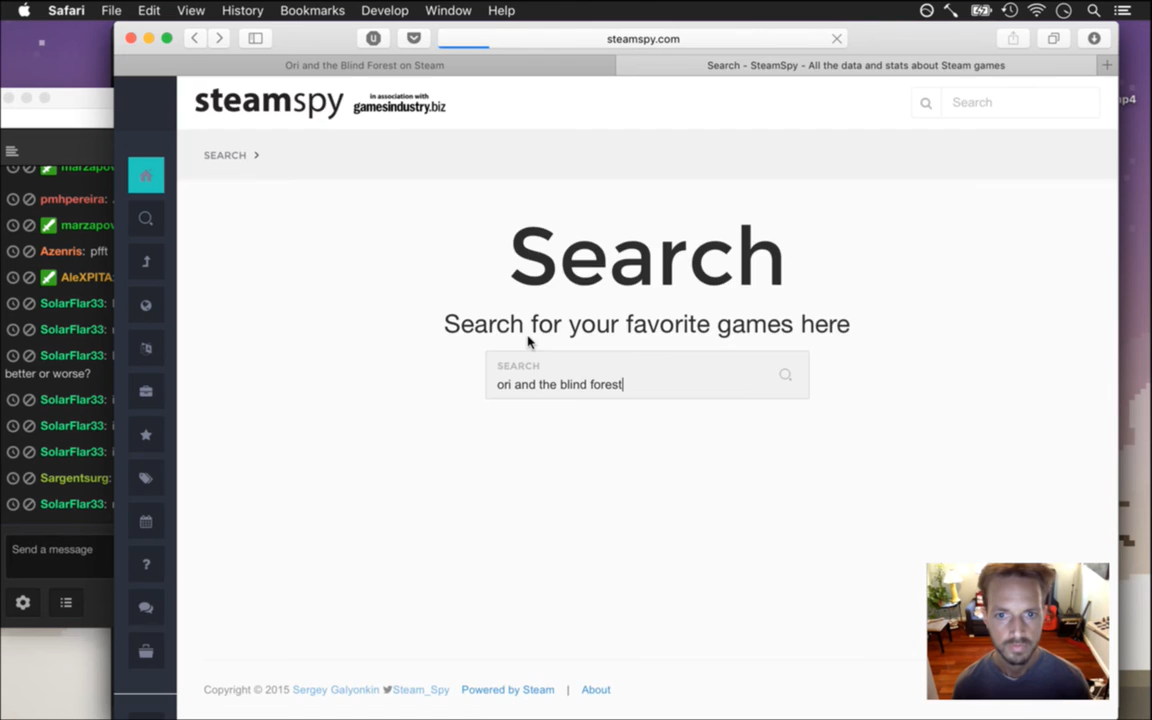 Safari File Edit View History Bookmarks Develop Window Help
steamspy.com
Ori and the Blind Forest on Steam
Search - SteamSpy - All the data and stats about Steam games
mp4
steamspy in association with gamesindustry.biz
Search
SEARCH
Search
Search for your favorite games here
SEARCH
ori and the blind forest
marzapov
pmhpereira:
marzapov
Azenris: pfft
AleXPITA:
SolarFlar33:
SolarFlar33:
SolarFlar33:
better or worse?
SolarFlar33:
SolarFlar33:
SolarFlar33:
Sargentsurg:
SolarFlar33:
Send a message
?
Copyright © 2015 Sergey Galyonkin Steam_Spy Powered by Steam | About